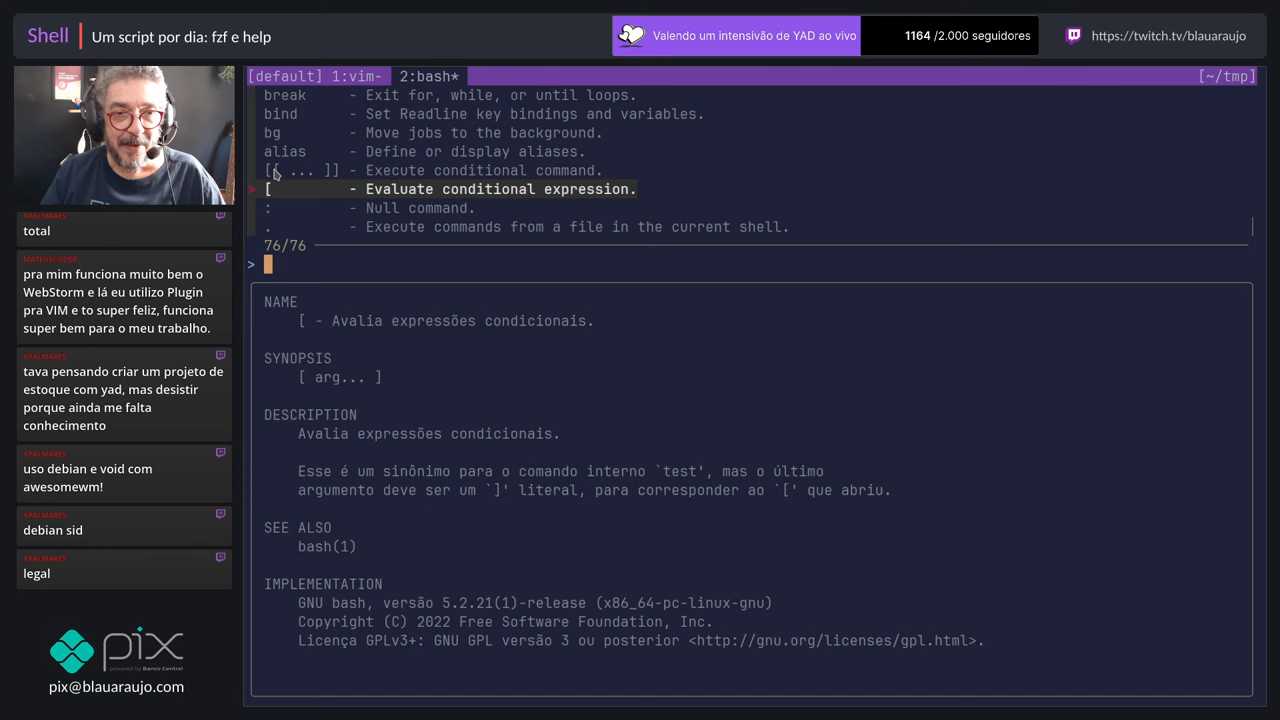 Shell | Um script por dia: fzf e help
Valendo um intensivão de YAD ao vivo
1164 /2.000 seguidores
https://twitch.tv/blauaraujo
[default] 1:vim- 2:bash* [~/tmp]
break - Exit for, while, or until loops.
bind - Set Readline key bindings and variables.
bg - Move jobs to the background.
alias - Define or display aliases.
[[ ... ]] - Execute conditional command.
> [ - Evaluate conditional expression.
: - Null command.
. - Execute commands from a file in the current shell.
76/76
>
NAME
[ - Avalia expressões condicionais.
SYNOPSIS
[ arg... ]
DESCRIPTION
Avalia expressões condicionais.
Esse é um sinônimo para o comando interno `test', mas o último
argumento deve ser um `]' literal, para corresponder ao `[' que abriu.
SEE ALSO
bash(1)
IMPLEMENTATION
GNU bash, versão 5.2.21(1)-release (x86_64-pc-linux-gnu)
Copyright (C) 2022 Free Software Foundation, Inc.
Licença GPLv3+: GNU GPL versão 3 ou posterior <http://gnu.org/licenses/gpl.html>.
total
MATEUSCODER
pra mim funciona muito bem o
WebStorm e lá eu utilizo Plugin
pra VIM e to super feliz, funciona
super bem para o meu trabalho.
XPALMARES
tava pensando criar um projeto de
estoque com yad, mas desistir
porque ainda me falta
conhecimento
XPALMARES
uso debian e void com
awesomewm!
XPALMARES
debian sid
XPALMARES
legal
pix
powered by Banco Central
pix@blauaraujo.com